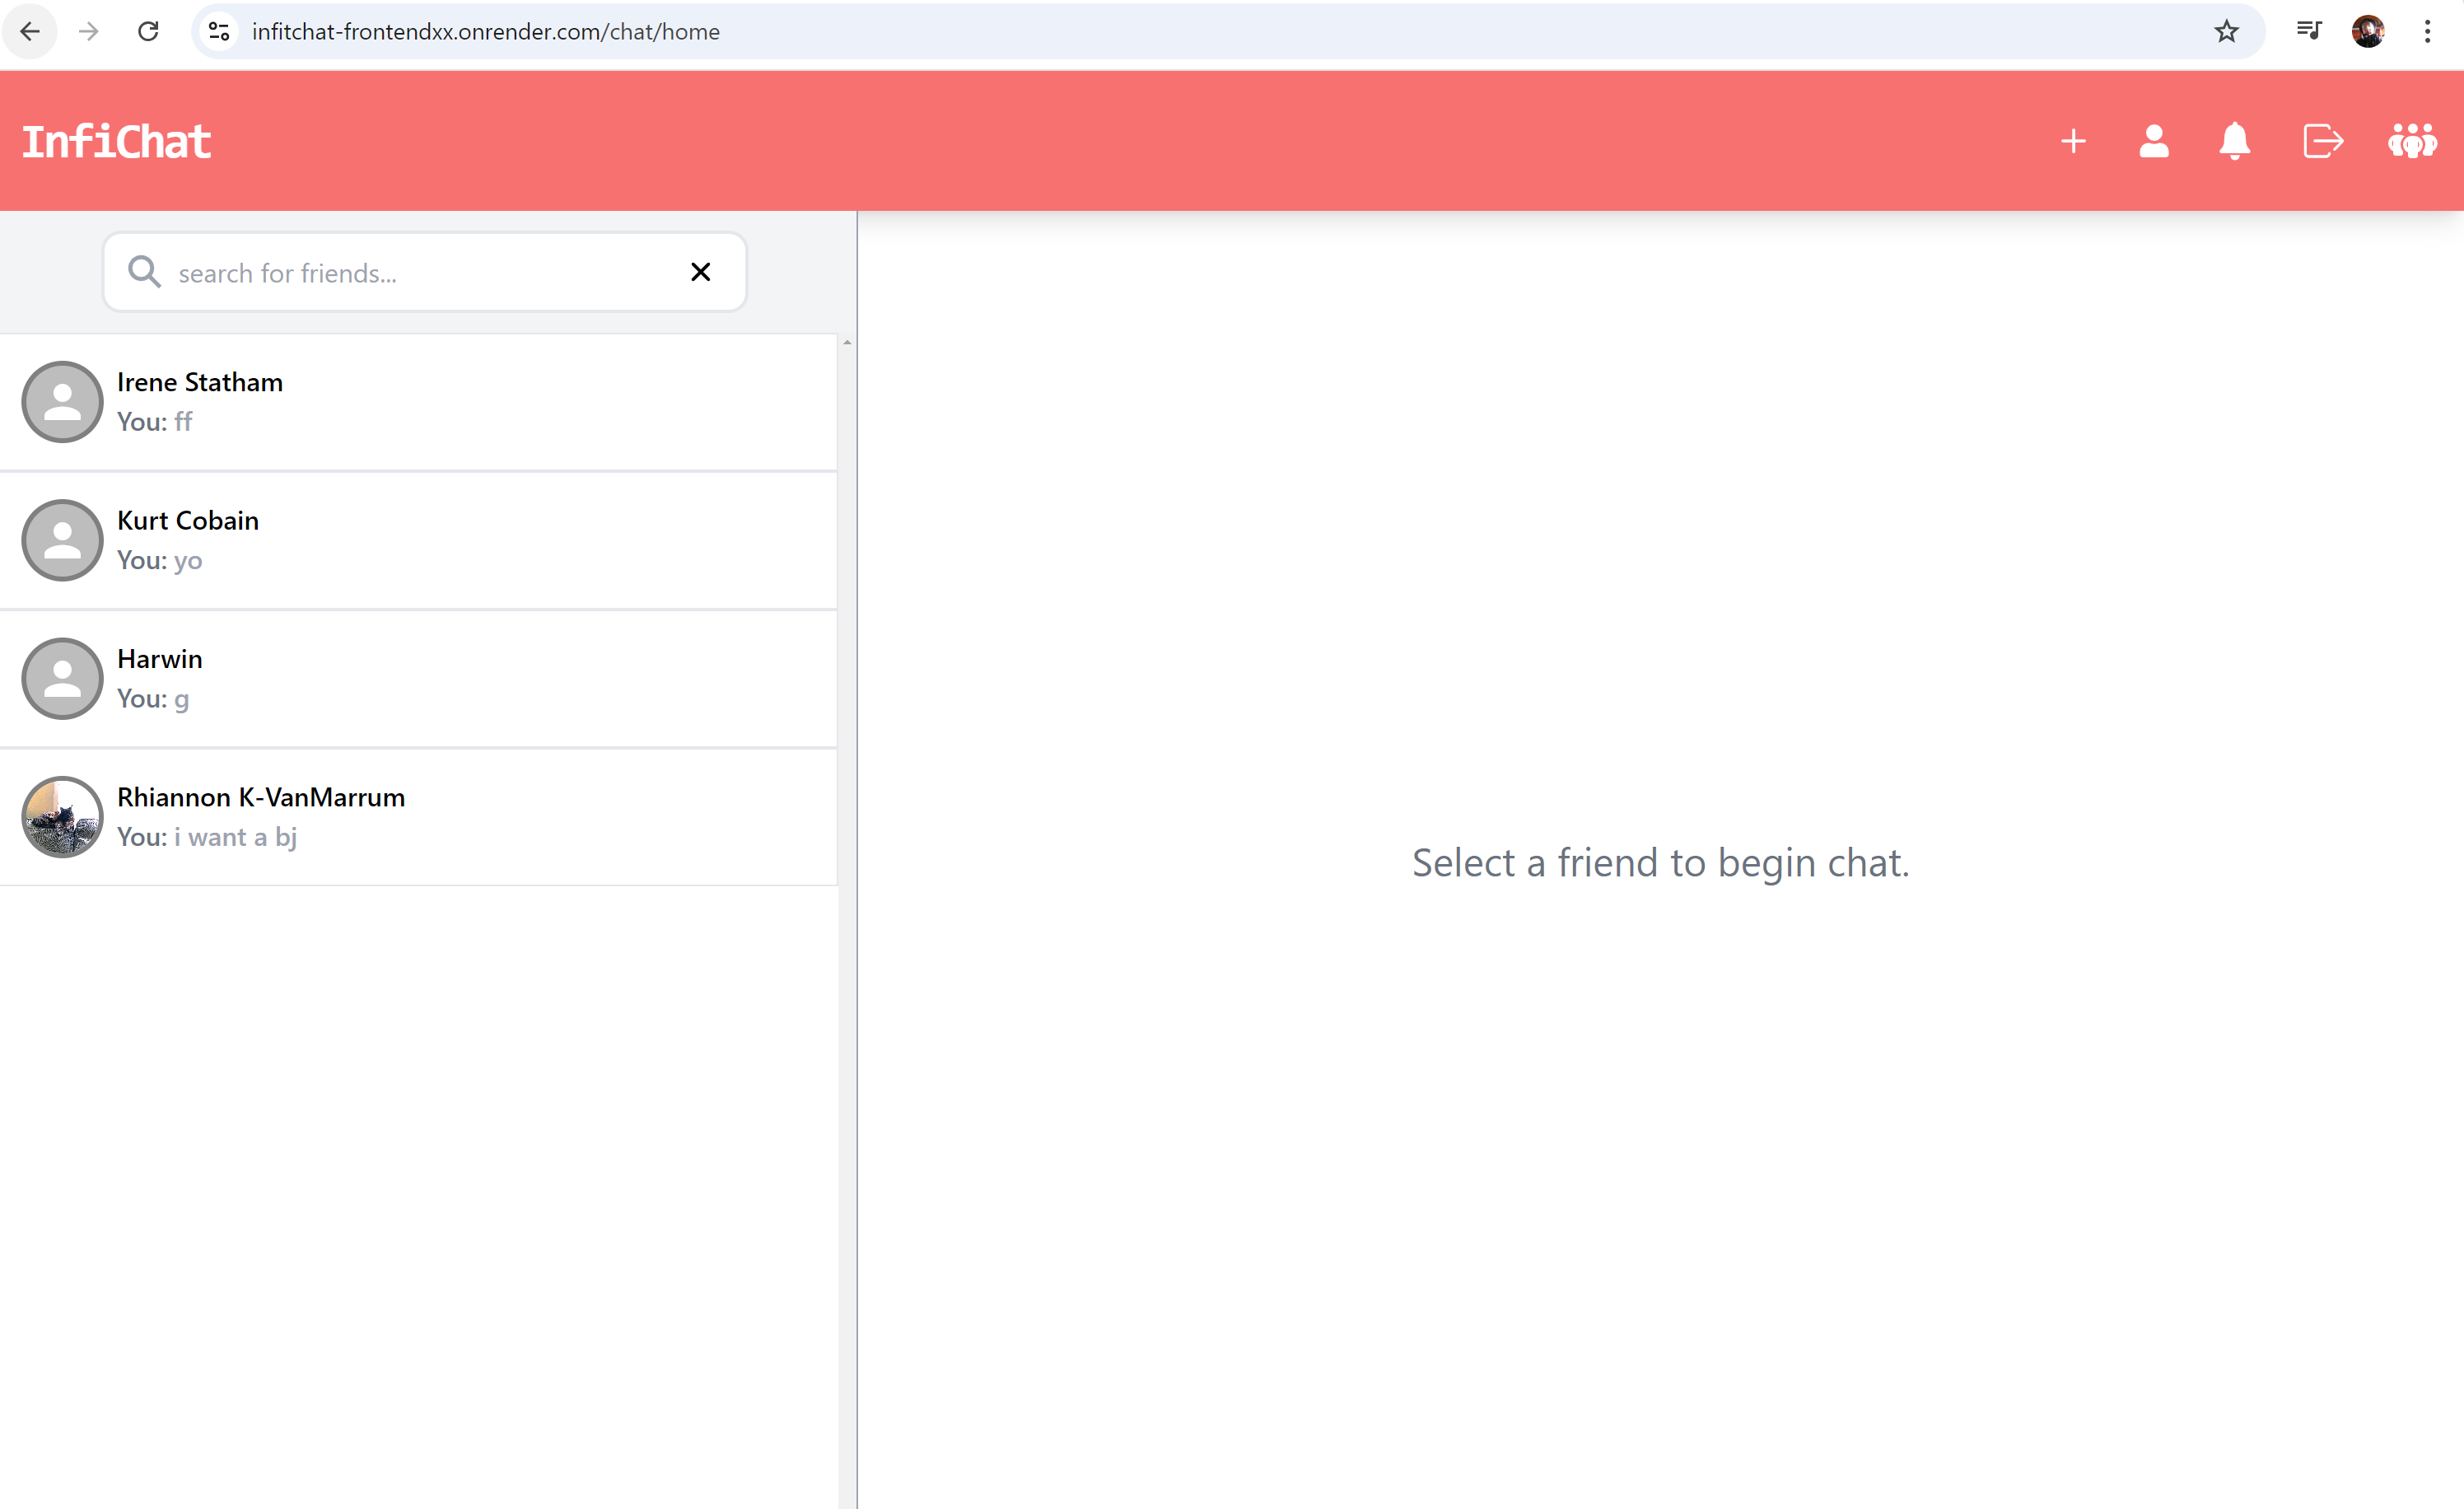 infitchat-frontendxx.onrender.com/chat/home
InfiChat
search for friends...
Irene Statham
You: ff
Kurt Cobain
You: yo
Harwin
You: g
Rhiannon K-VanMarrum
You: i want a bj
Select a friend to begin chat.